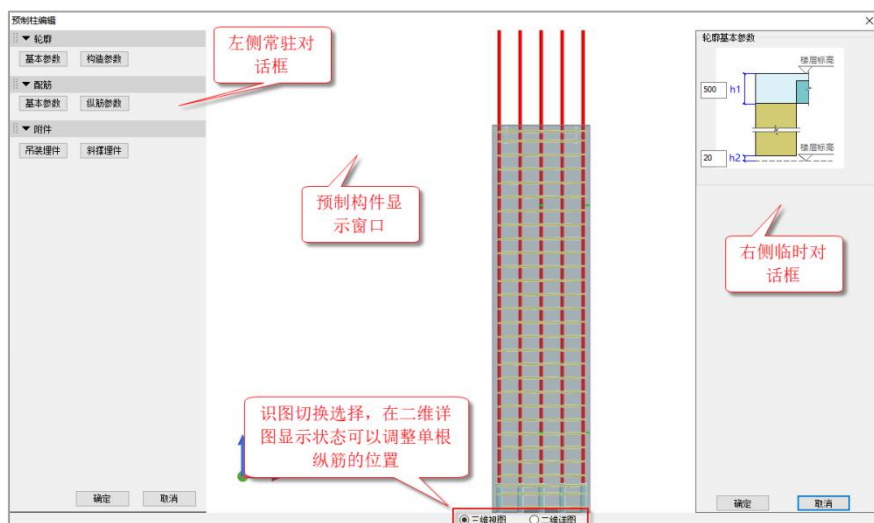 预制柱编辑
轮廓
基本参数 构造参数
配筋
基本参数 纵筋参数
附件
吊装埋件 斜撑埋件
左侧常驻对
话框
预制构件显
示窗口
识图切换选择，在二维详
图显示状态可以调整单根
纵筋的位置
确定 取消
三维视图 二维详图
轮廓基本参数
楼层标高
500 h1
楼层标高
20 h2
右侧临时对
话框
确定 取消